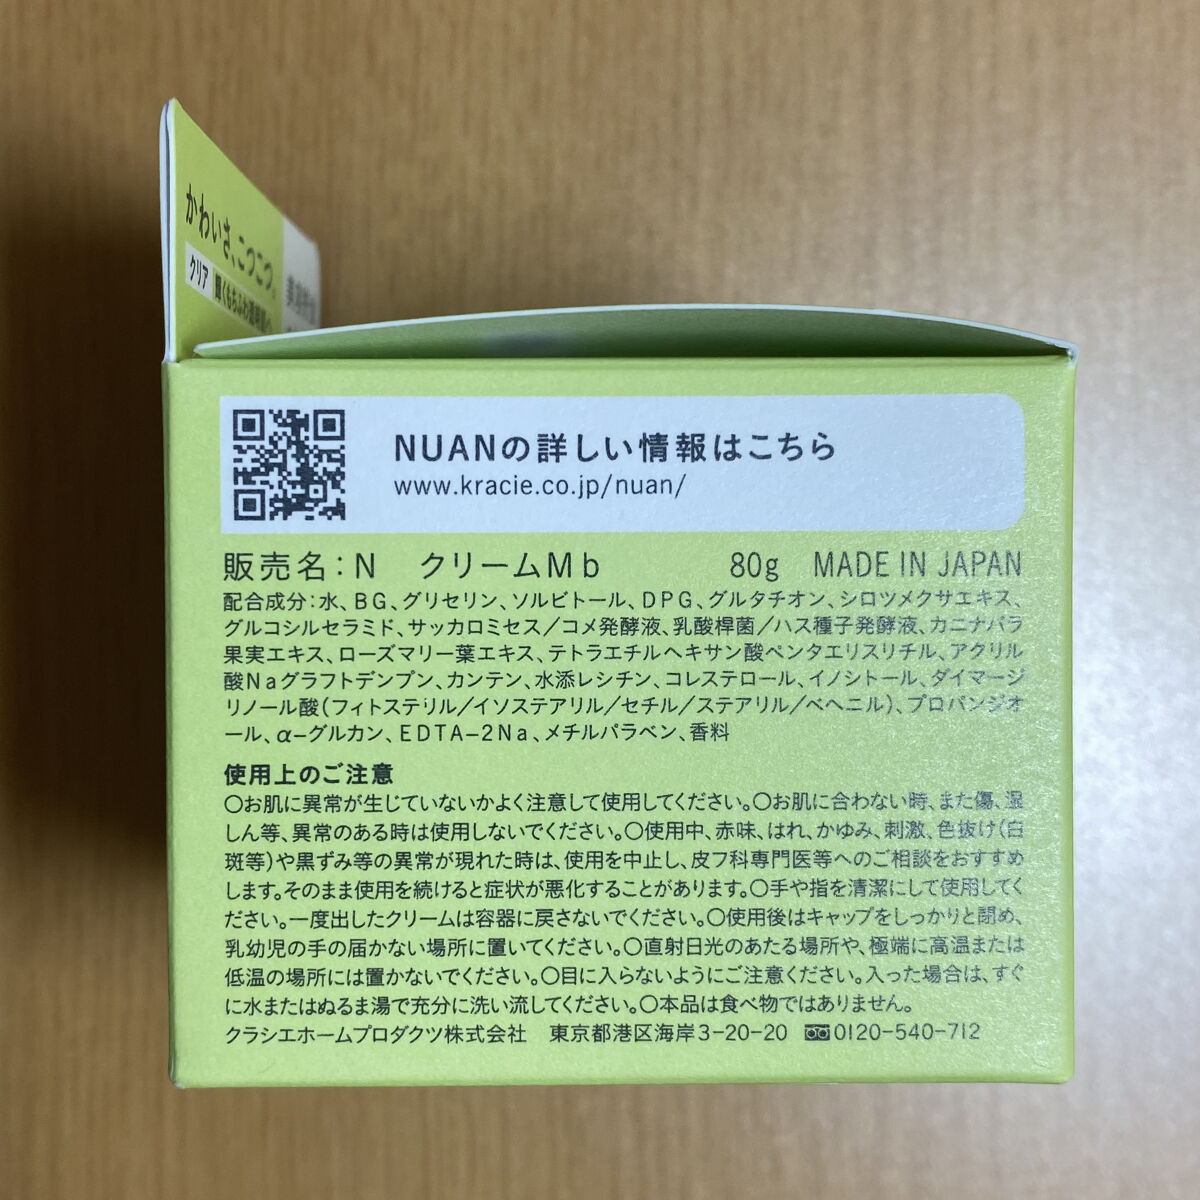 かわいさ、こつこつ。
クリア
NUANの詳しい情報はこちら
www.kracie.co.jp/nuan/
販売名：N　クリームMb　80g　MADE IN JAPAN
配合成分：水、BG、グリセリン、ソルビトール、DPG、グルタチオン、シロツメクサエキス、
グルコシルセラミド、サッカロミセス／コメ発酵液、乳酸桿菌／ハス種子発酵液、カニナバラ
果実エキス、ローズマリー葉エキス、テトラエチルヘキサン酸ペンタエリスリチル、アクリル
酸Naグラフトデンプン、カンテン、水添レシチン、コレステロール、イノシトール、ダイマージ
リノール酸（フィトステリル／イソステアリル／セチル／ステアリル／ベヘニル）、プロパンジオ
ール、α−グルカン、EDTA−2Na、メチルパラベン、香料
使用上のご注意
○お肌に異常が生じていないかよく注意して使用してください。○お肌に合わない時、また傷、湿
しん等、異常のある時は使用しないでください。○使用中、赤味、はれ、かゆみ、刺激、色抜け（白
斑等）や黒ずみ等の異常が現れた時は、使用を中止し、皮フ科専門医等へのご相談をおすすめ
します。そのまま使用を続けると症状が悪化することがあります。○手や指を清潔にして使用してく
ださい。一度出したクリームは容器に戻さないでください。○使用後はキャップをしっかりと閉め、
乳幼児の手の届かない場所に置いてください。○直射日光のあたる場所や、極端に高温または
低温の場所には置かないでください。○目に入らないようにご注意ください。入った場合は、すぐ
に水またはぬるま湯で充分に洗い流してください。○本品は食べ物ではありません。
クラシエホームプロダクツ株式会社　東京都港区海岸3-20-20　0120-540-712